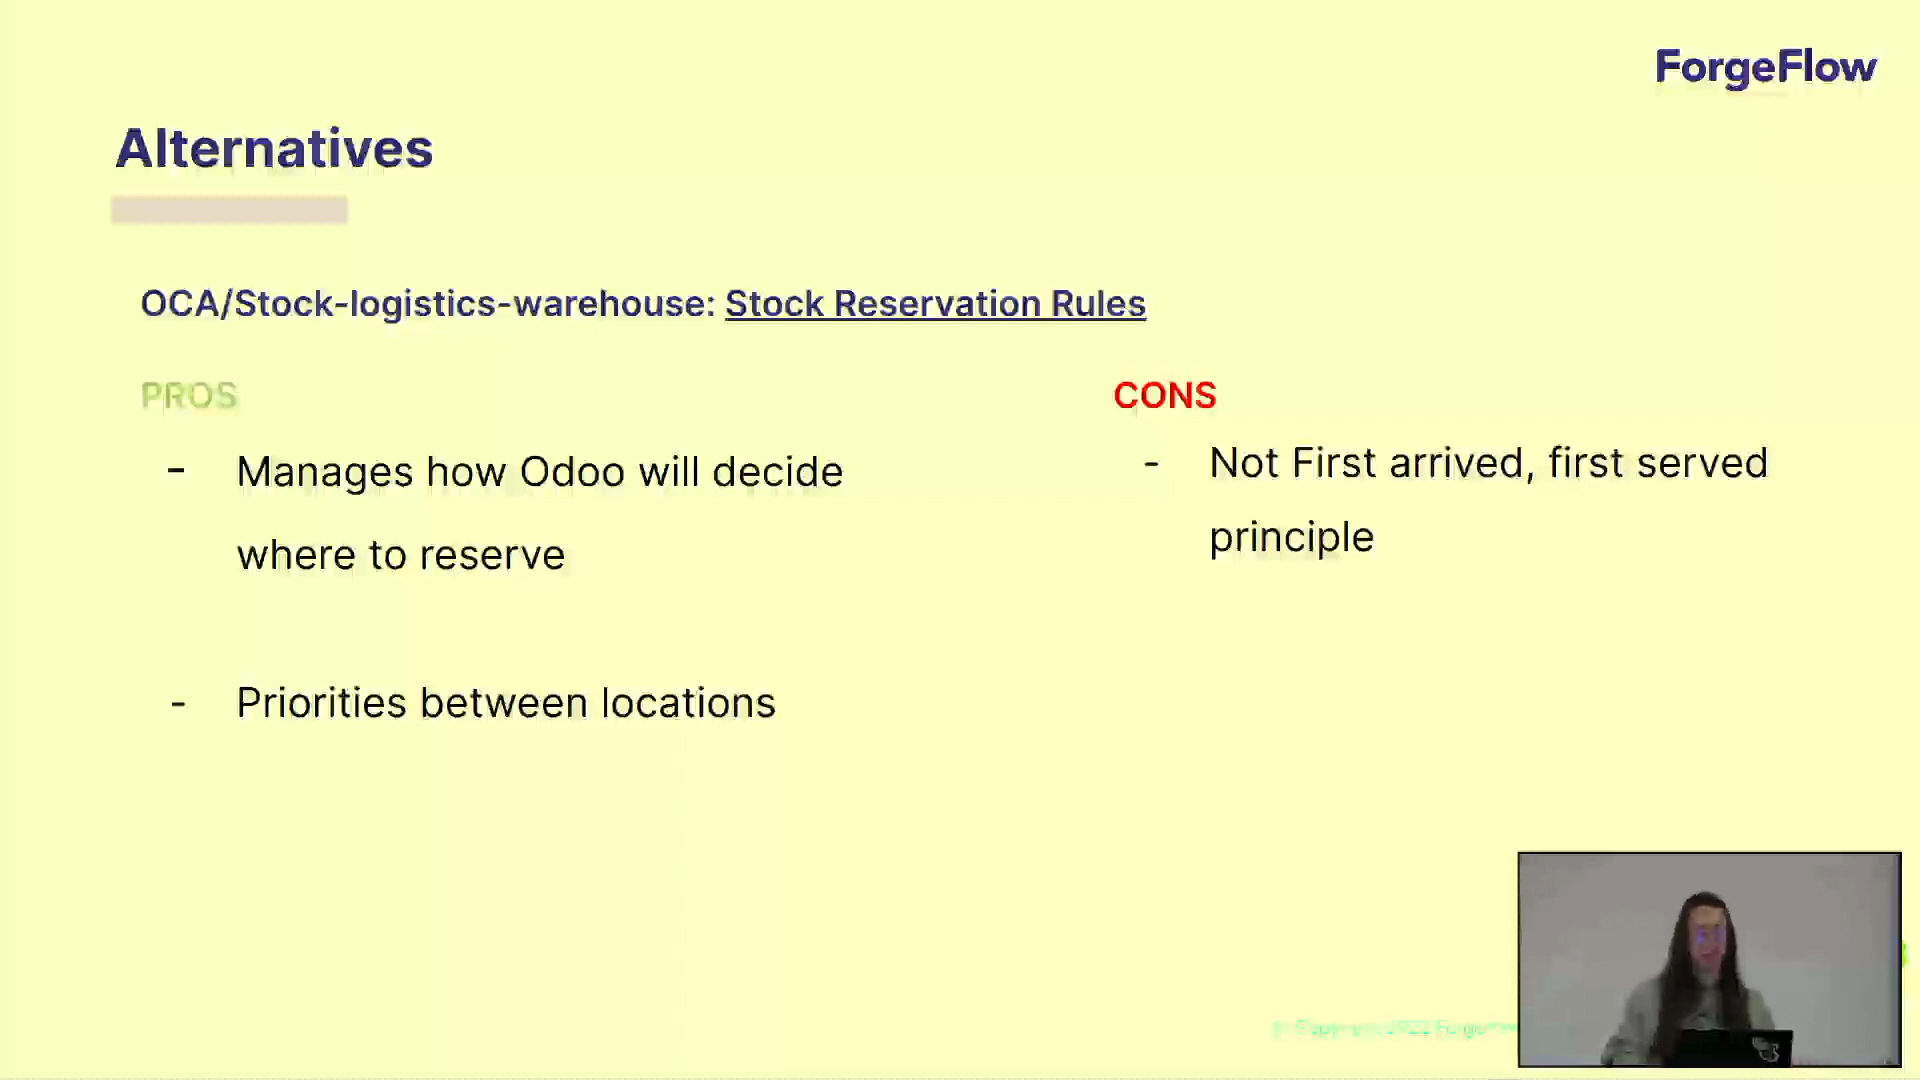 ForgeFlow
Alternatives
OCA/Stock-logistics-warehouse: Stock Reservation Rules
PROS
- Manages how Odoo will decide
where to reserve
- Priorities between locations
CONS
- Not First arrived, first served
principle
2022